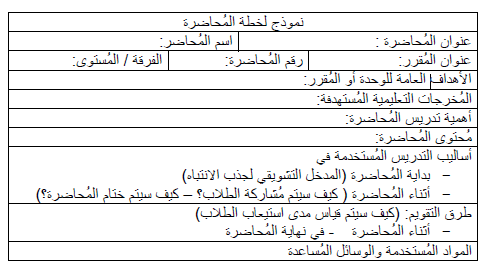 نموذج لخطة المُحاضرة
عنوان المُحاضرة : اسم المُحاضر:
عنوان المُقرر: رقم المُحاضرة: الفرقة / المُستوى:
الأهداف العامة للوحدة أو المُقرر:
المُخرجات التعليمية المُستهدفة:
أهمية تدريس المُحاضرة:
مُحتوى المُحاضرة:
أساليب التدريس المُستخدمة في
– بداية المُحاضرة (المدخل التشويقي لجذب الانتباه)
– أثناء المُحاضرة ( كيف سيتم مُشاركة الطلاب؟ – كيف سيتم ختام المُحاضرة؟)
طرق التقويم: (كيف سيتم قياس مدى استيعاب الطلاب)
– أثناء المُحاضرة - في نهاية المُحاضرة
المواد المُستخدمة والوسائل المُساعدة